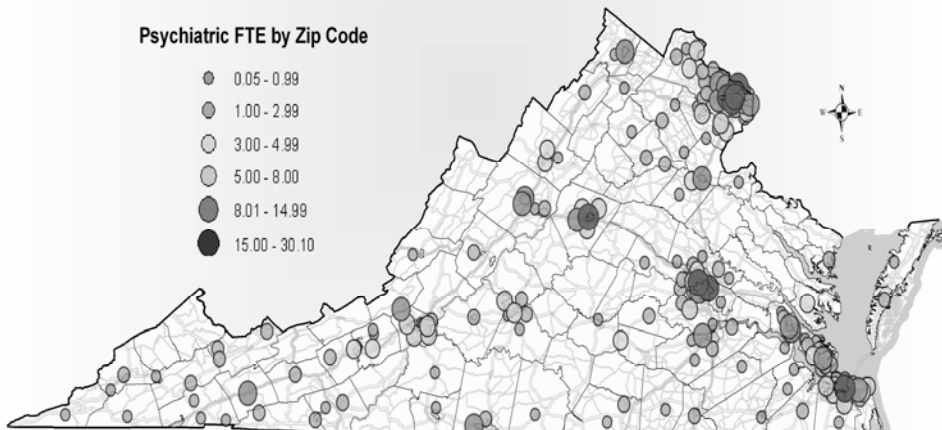 Psychiatric FTE by Zip Code
0.05 - 0.99
1.00 - 2.99
3.00 - 4.99
5.00 - 8.00
8.01 - 14.99
15.00 - 30.10
N
W E
S